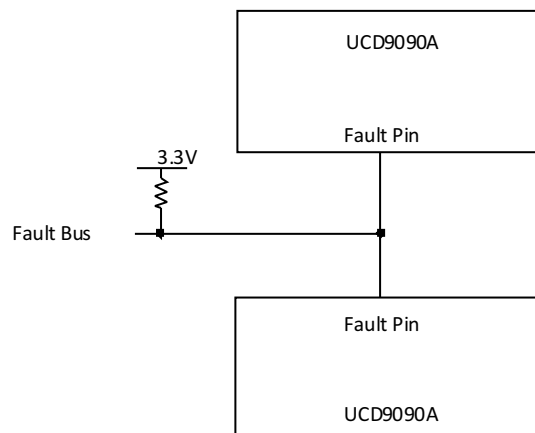 UCD9090A
Fault Pin
3.3V
Fault Bus
Fault Pin
UCD9090A